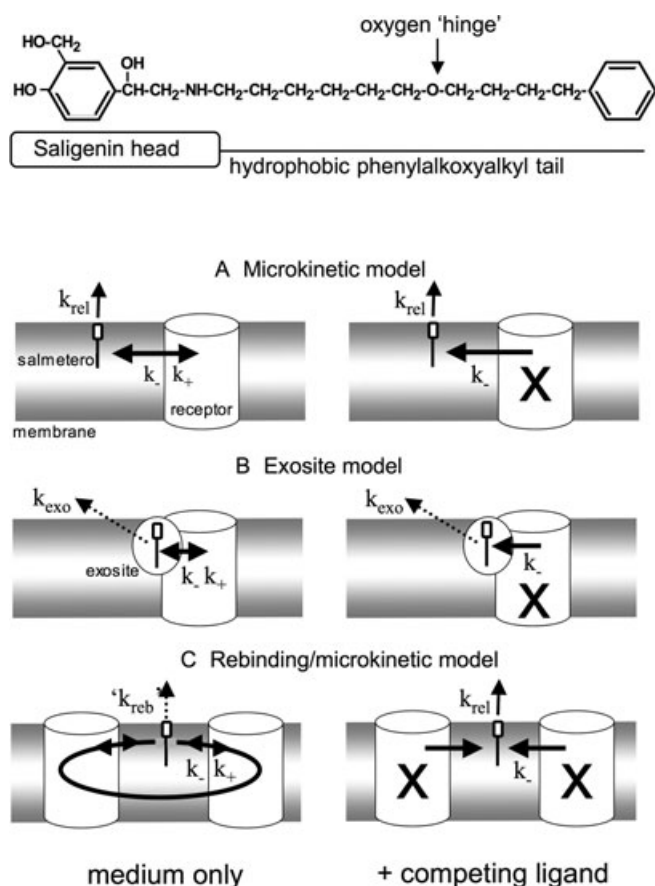 oxygen 'hinge'
HO-CH2
OH
HO-
CH-CH2-NH-CH2-CH2-CH2-CH2-CH2-CH2-O-CH2-CH2-CH2-CH2-
Saligenin head
hydrophobic phenylalkoxyalkyl tail
A Microkinetic model
krel
krel
salmetero
k- k+
k-
receptor
X
membrane
B Exosite model
kexo
kexo
exosite
k- k+
k-
X
C Rebinding/microkinetic model
‘kreb’
krel
k- k+
X
k-
X
medium only
+ competing ligand